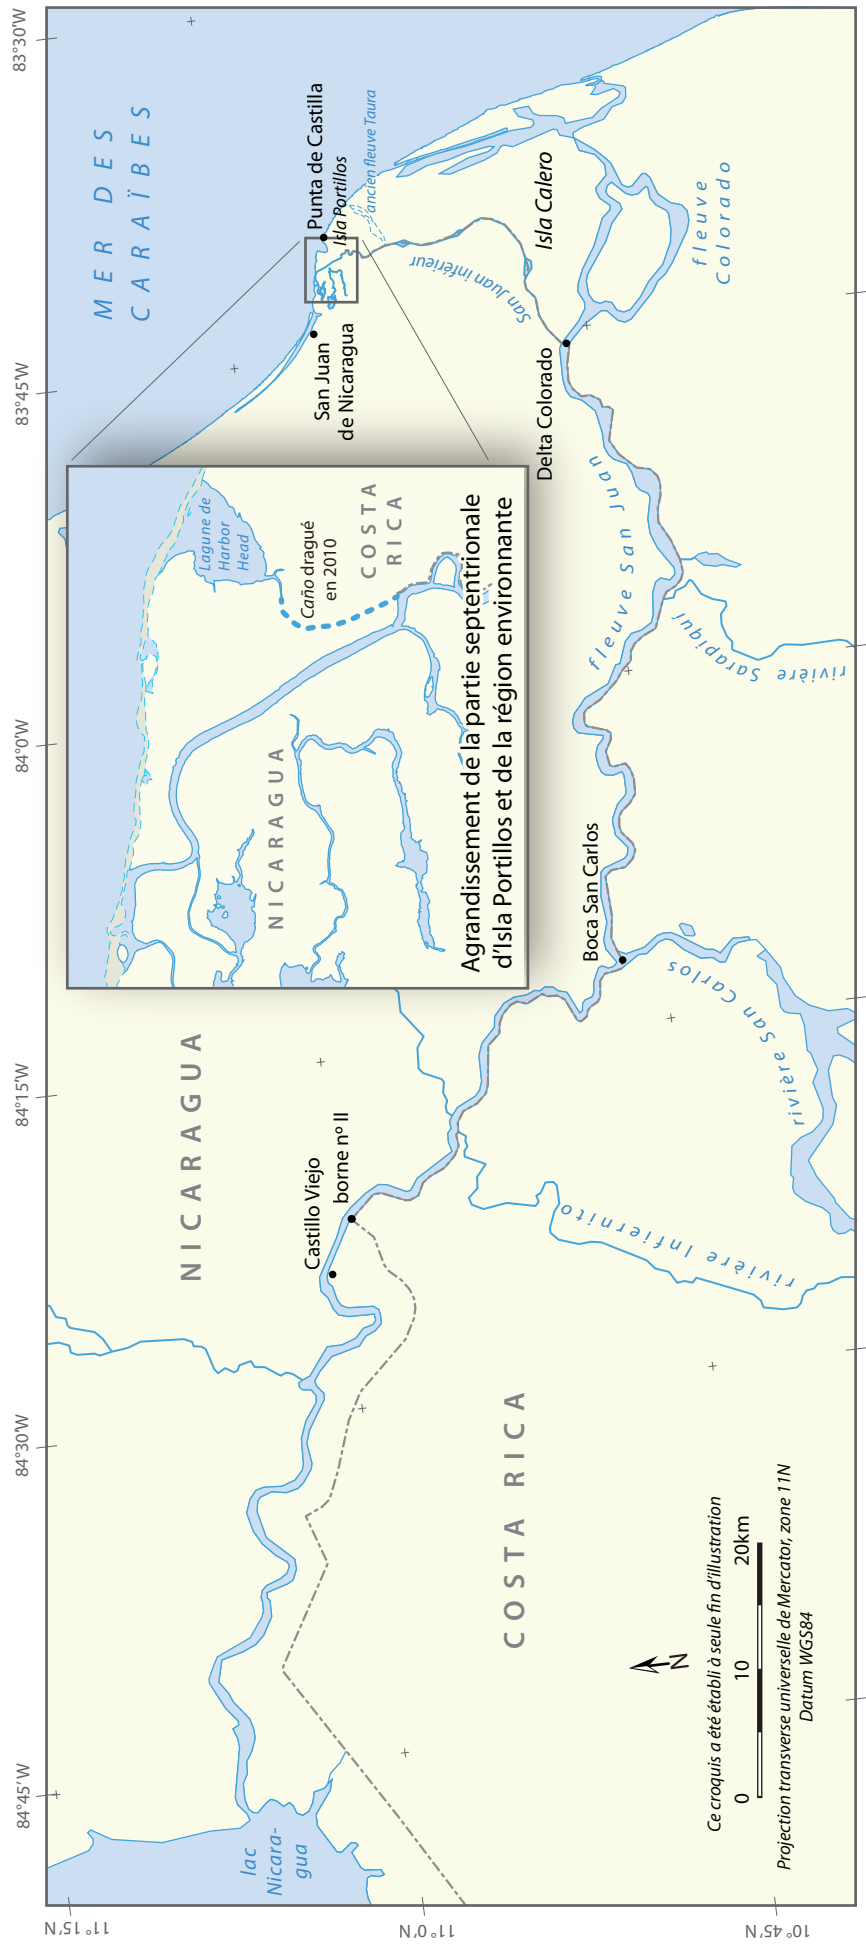 84°45'W
84°30'W
84°15'W
84°0'W
83°45'W
83°30'W
11°15'N
11°0'N
10°45'N
MER DES
CARAÏBES
NICARAGUA
COSTA RICA
lac
Nicara-
gua
Castillo Viejo
borne nº II
San Juan
de Nicaragua
Punta de Castilla
Isla Portillos
ancien fleuve Taura
San Juan inférieur
Isla Calero
fleuve
Colorado
Delta Colorado
fleuve San Juan
rivière Sarapiquí
Boca San Carlos
rivière San Carlos
rivière Infiernito
Lagune de
Harbor
Head
Caño dragué
en 2010
COSTA
RICA
NICARAGUA
Agrandissement de la partie septentrionale
d'Isla Portillos et de la région environnante
N
Ce croquis a été établi à seule fin d'illustration
0 10 20km
Projection transverse universelle de Mercator, zone 11N
Datum WGS84